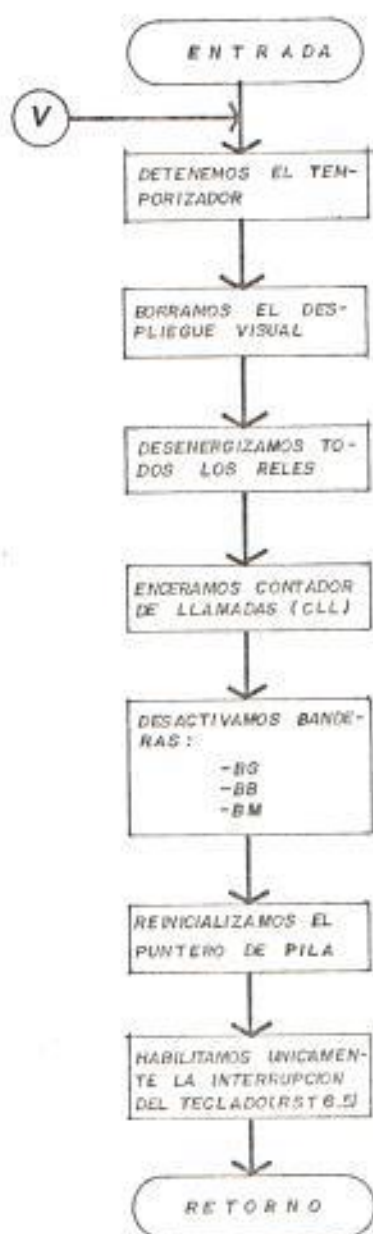 ENTRADA
V
DETENEMOS EL TEM-
PORIZADOR
BORRAMOS EL DES-
PLIEGUE VISUAL
DESENERGIZAMOS TO-
DOS LOS RELES
ENCERAMOS CONTADOR
DE LLAMADAS (CLL)
DESACTIVAMOS BANDE-
RAS:
-BG
-BB
-BM
REINICIALIZAMOS EL
PUNTERO DE PILA
HABILITAMOS UNICAMEN-
TE LA INTERRUPCION
DEL TECLADO(RST 6.5)
RETORNO